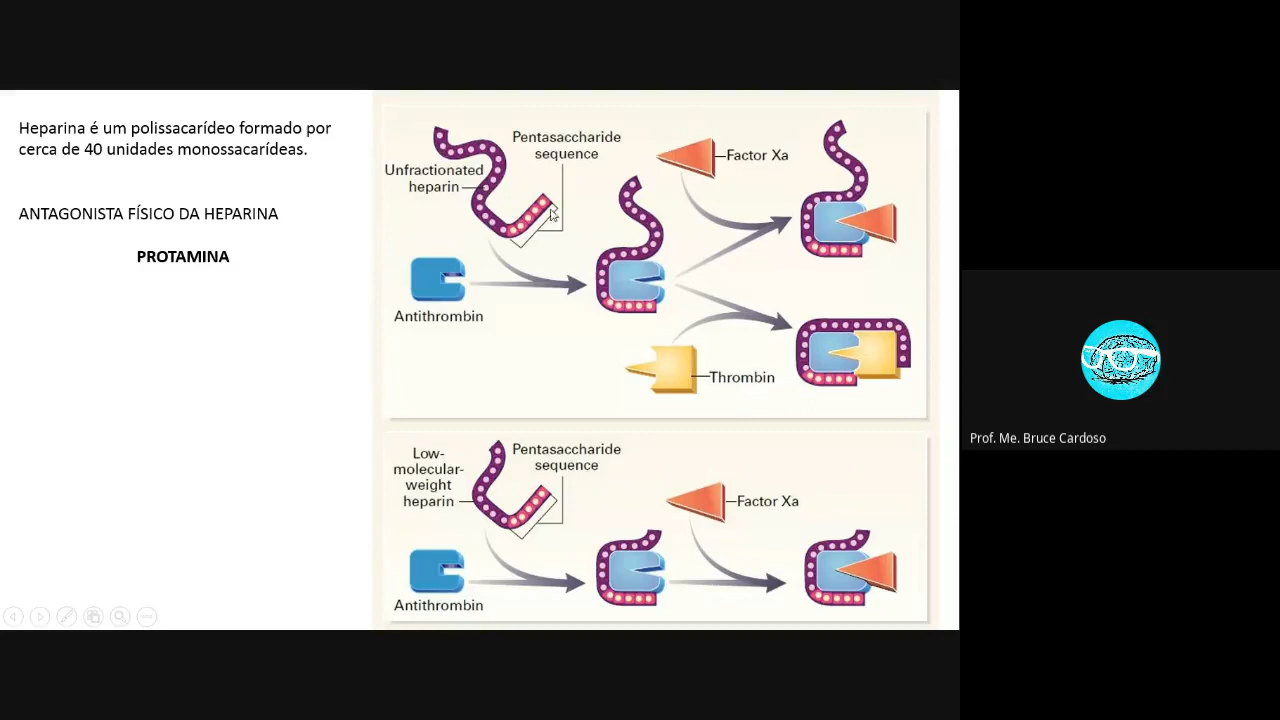 Heparina é um polissacarídeo formado por
cerca de 40 unidades monossacarídeas.
ANTAGONISTA FÍSICO DA HEPARINA
PROTAMINA
Pentasaccharide
sequence
Unfractionated
heparin
Factor Xa
Antithrombin
Thrombin
Low-
molecular-
weight
heparin
Pentasaccharide
sequence
Factor Xa
Antithrombin
Prof. Me. Bruce Cardoso